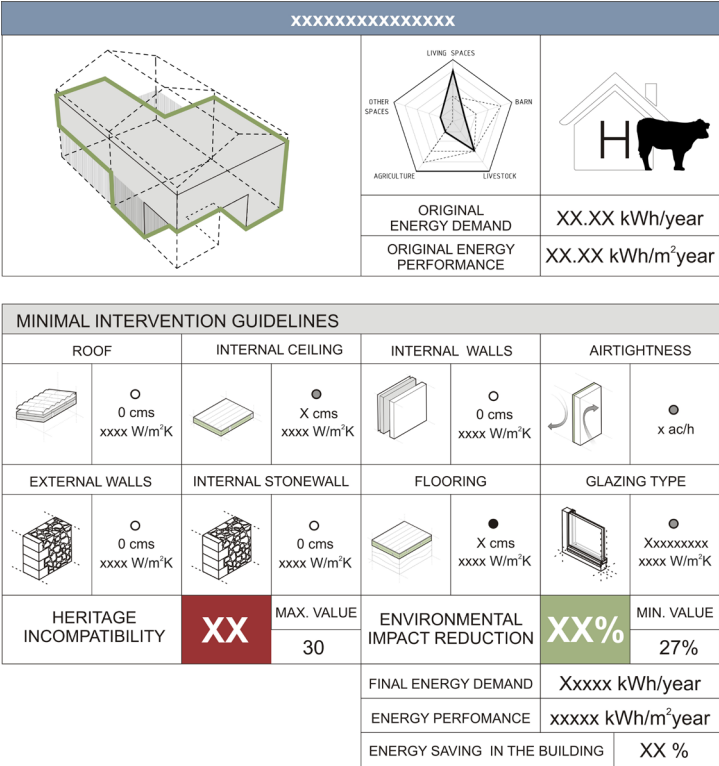 xxxxxxxxxxxxxxx
LIVING SPACES
OTHER
SPACES
BARN
AGRICULTURE
LIVESTOCK
H
ORIGINAL
ENERGY DEMAND
XX.XX kWh/year
ORIGINAL ENERGY
PERFORMANCE
XX.XX kWh/m²year
MINIMAL INTERVENTION GUIDELINES
ROOF
INTERNAL CEILING
INTERNAL WALLS
AIRTIGHTNESS
0 cms
xxxx W/m²K
X cms
xxxx W/m²K
0 cms
xxxx W/m²K
x ac/h
EXTERNAL WALLS
INTERNAL STONEWALL
FLOORING
GLAZING TYPE
0 cms
xxxx W/m²K
0 cms
xxxx W/m²K
X cms
xxxx W/m²K
Xxxxxxxxx
xxxx W/m²K
HERITAGE
INCOMPATIBILITY
XX
MAX. VALUE
30
ENVIRONMENTAL
IMPACT REDUCTION
XX%
MIN. VALUE
27%
FINAL ENERGY DEMAND
Xxxxx kWh/year
ENERGY PERFOMANCE
xxxxx kWh/m²year
ENERGY SAVING IN THE BUILDING
XX %